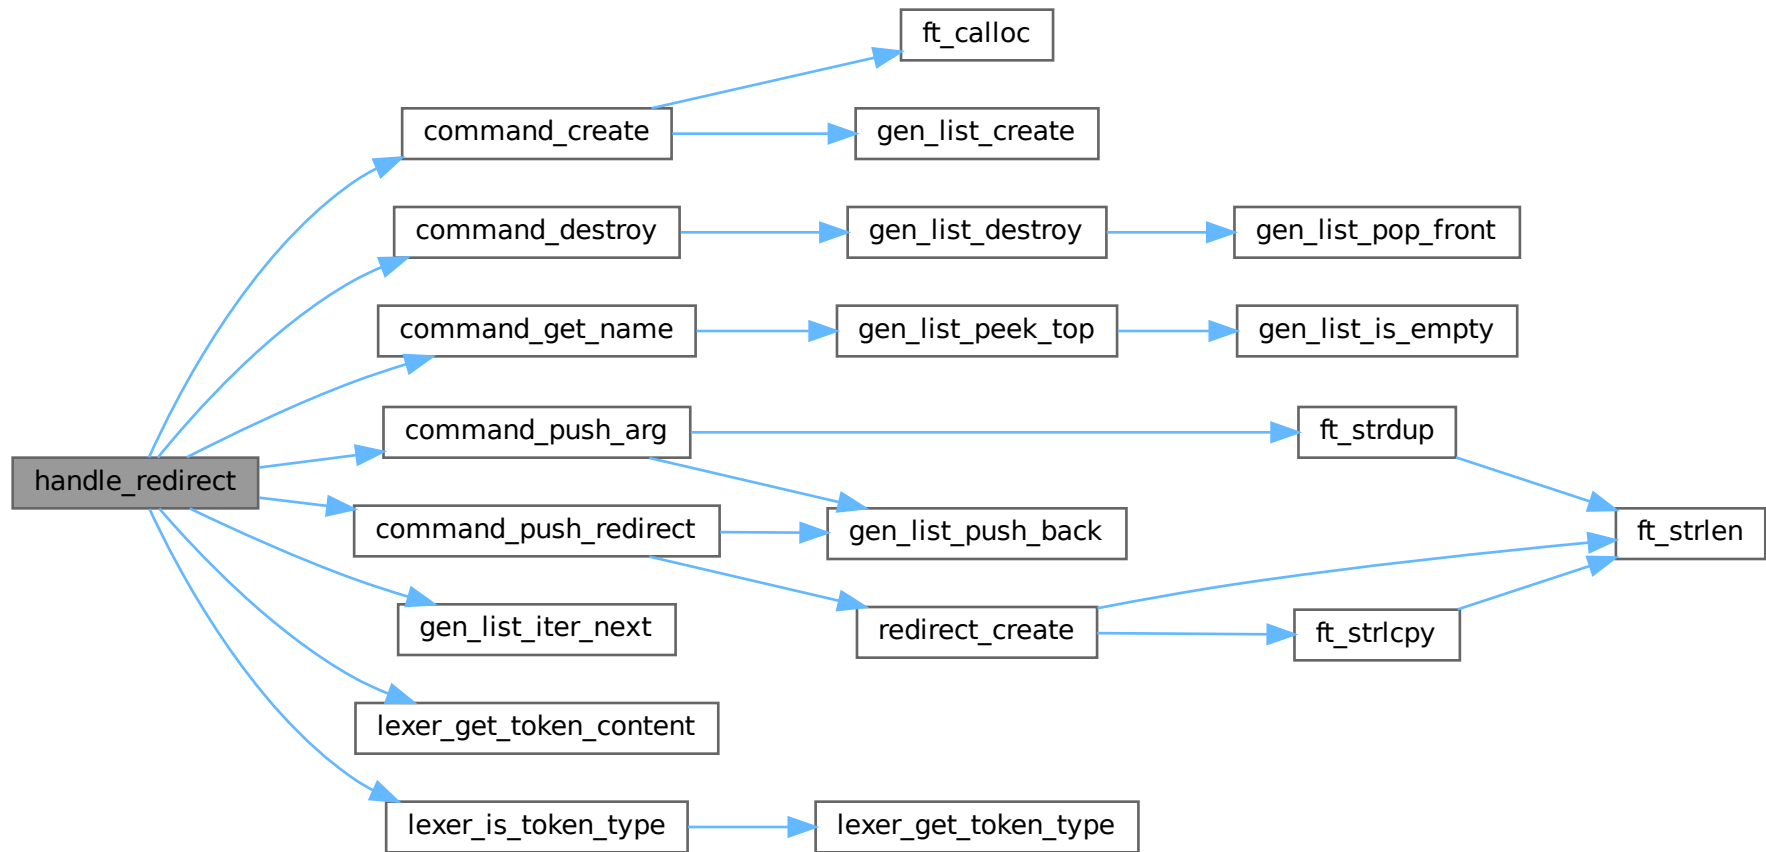 ft_calloc
command_create
gen_list_create
command_destroy
gen_list_destroy
gen_list_pop_front
command_get_name
gen_list_peek_top
gen_list_is_empty
command_push_arg
ft_strdup
handle_redirect
command_push_redirect
gen_list_push_back
ft_strlen
gen_list_iter_next
redirect_create
ft_strlcpy
lexer_get_token_content
lexer_is_token_type
lexer_get_token_type